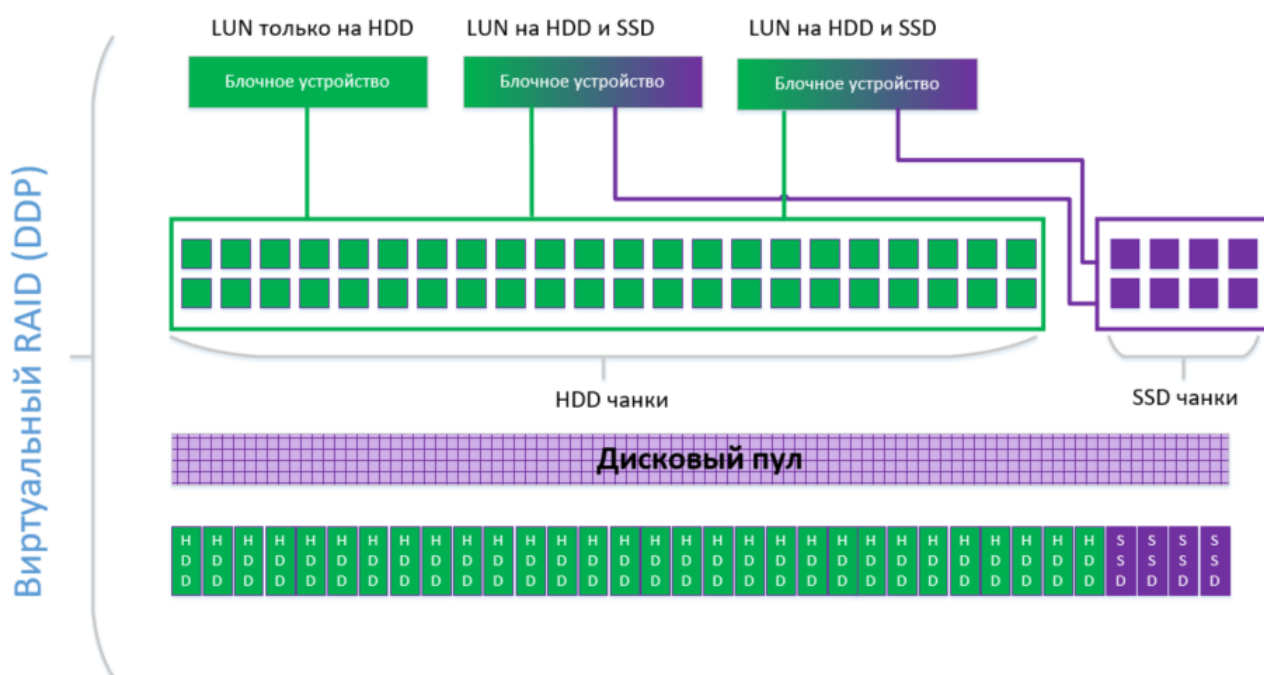 Виртуальный RAID (DDP)
LUN только на HDD
LUN на HDD и SSD
LUN на HDD и SSD
Блочное устройство
Блочное устройство
Блочное устройство
HDD чанки
SSD чанки
Дисковый пул
HDD HDD HDD HDD HDD HDD HDD HDD HDD HDD HDD HDD HDD HDD HDD HDD HDD HDD HDD HDD HDD HDD HDD HDD HDD HDD HDD HDD HDD HDD SSD SSD SSD SSD